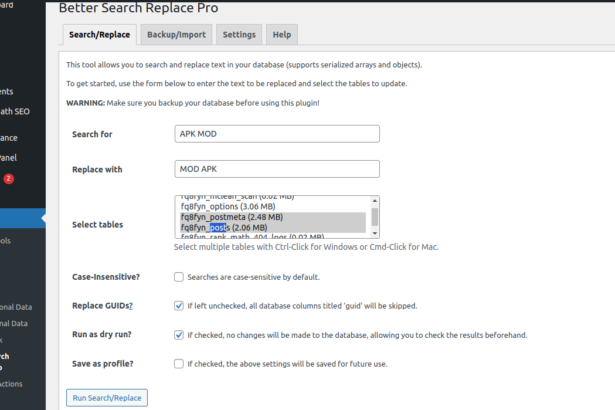 oard
Better Search Replace Pro
Search/Replace Backup/Import Settings Help
This tool allows you to search and replace text in your database (supports serialized arrays and objects).
To get started, use the form below to enter the text to be replaced and select the tables to update.
ents
WARNING: Make sure you backup your database before using this plugin!
ath SEO
Search for APK MOD
ance
anel
Replace with MOD APK
2
fq8fyn_mclean_scan (0.02 MB)
fq8fyn_options (3.06 MB)
fq8fyn_postmeta (2.48 MB)
Select tables
fq8fyn_posts (2.06 MB)
fq8fyn_rank_math_404_logs (0.02 MB)
ools
Select multiple tables with Ctrl-Click for Windows or Cmd-Click for Mac.
Case-Insensitive? Searches are case-sensitive by default.
onal Data
Replace GUIDs? If left unchecked, all database columns titled 'guid' will be skipped.
nal Data
Run as dry run? If checked, no changes will be made to the database, allowing you to check the results beforehand.
k
rch
Save as profile? If checked, the above settings will be saved for future use.
o
Actions
Run Search/Replace